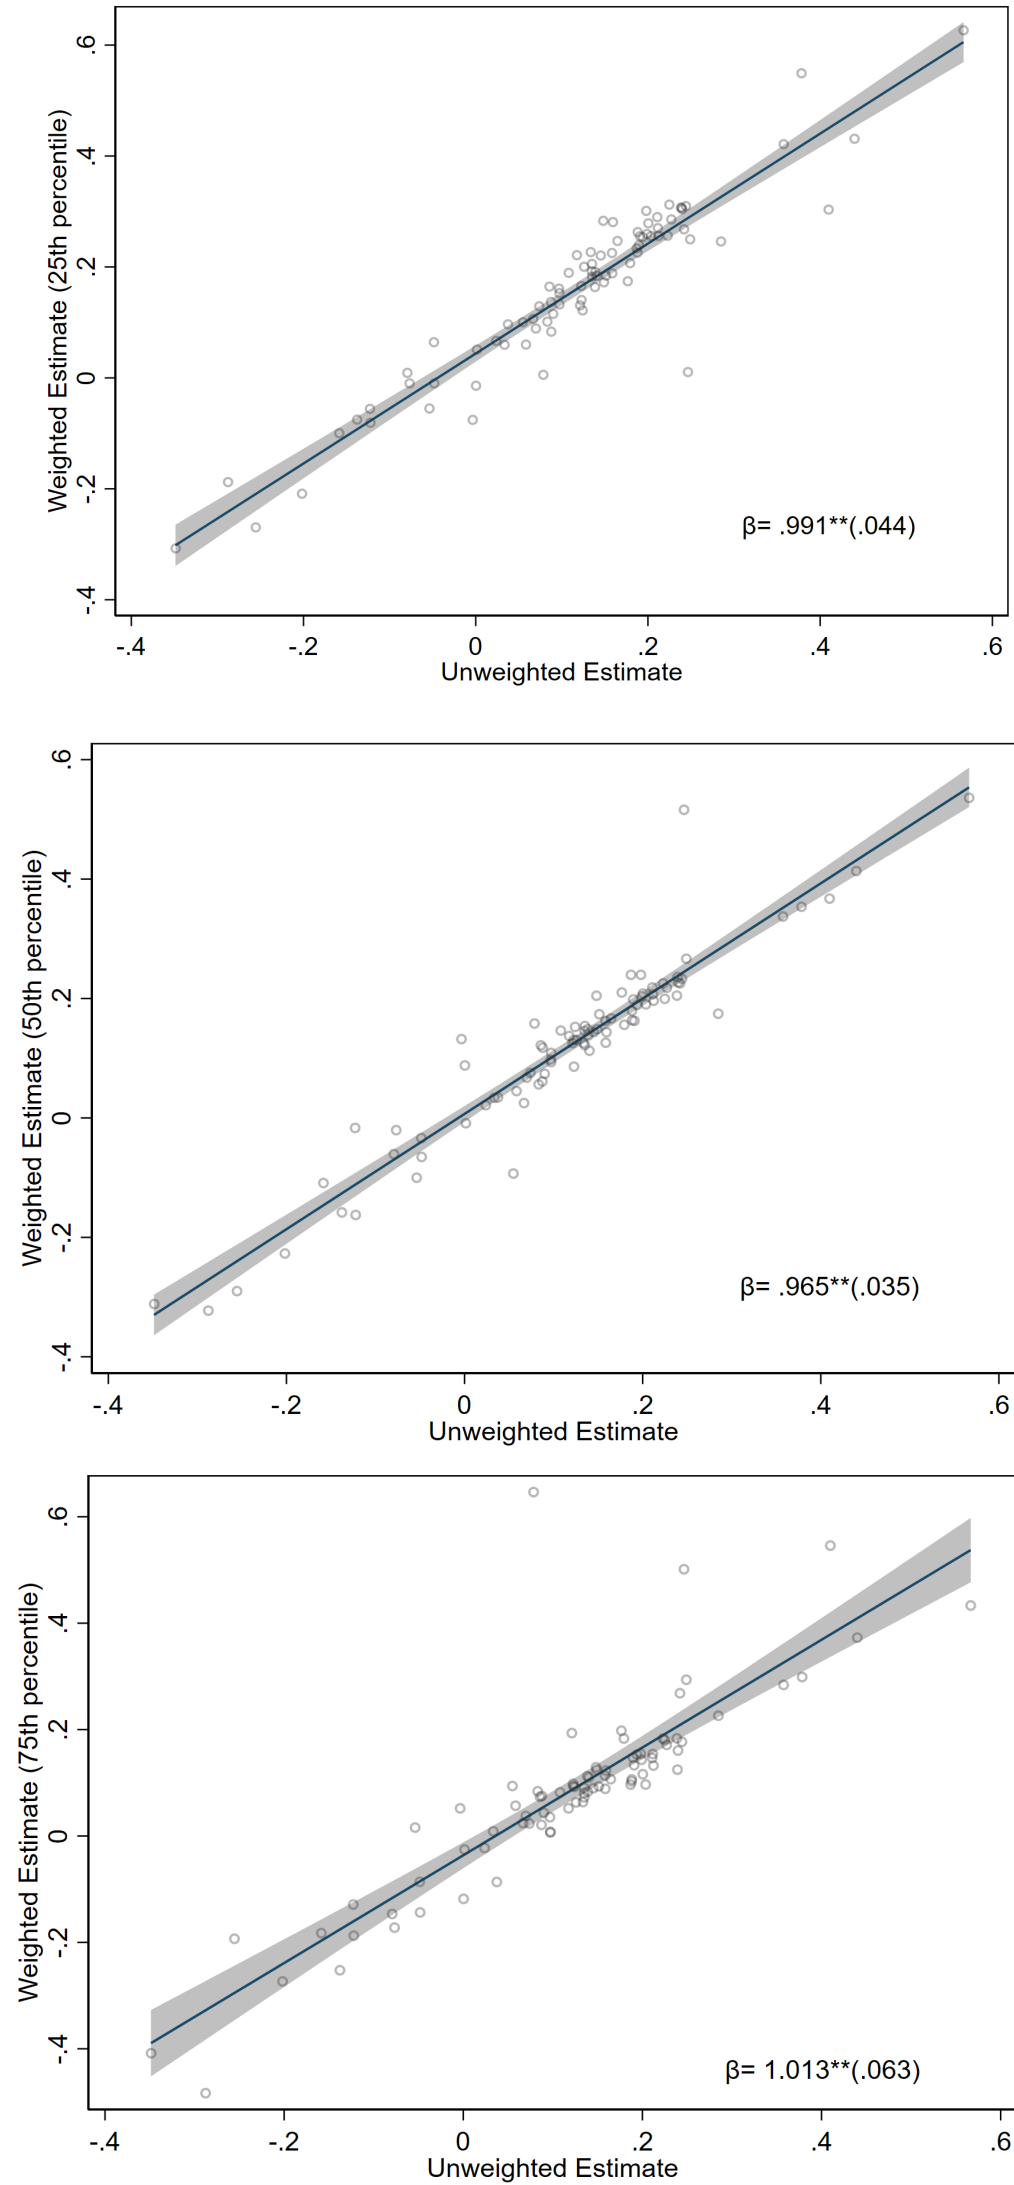 Weighted Estimate (25th percentile)
.6
.4
.2
0
-.2
-.4
β= .991**(.044)
-.4 -.2 0 .2 .4 .6
Unweighted Estimate
Weighted Estimate (50th percentile)
.6
.4
.2
0
-.2
-.4
β= .965**(.035)
-.4 -.2 0 .2 .4 .6
Unweighted Estimate
Weighted Estimate (75th percentile)
.6
.4
.2
0
-.2
-.4
β= 1.013**(.063)
-.4 -.2 0 .2 .4 .6
Unweighted Estimate